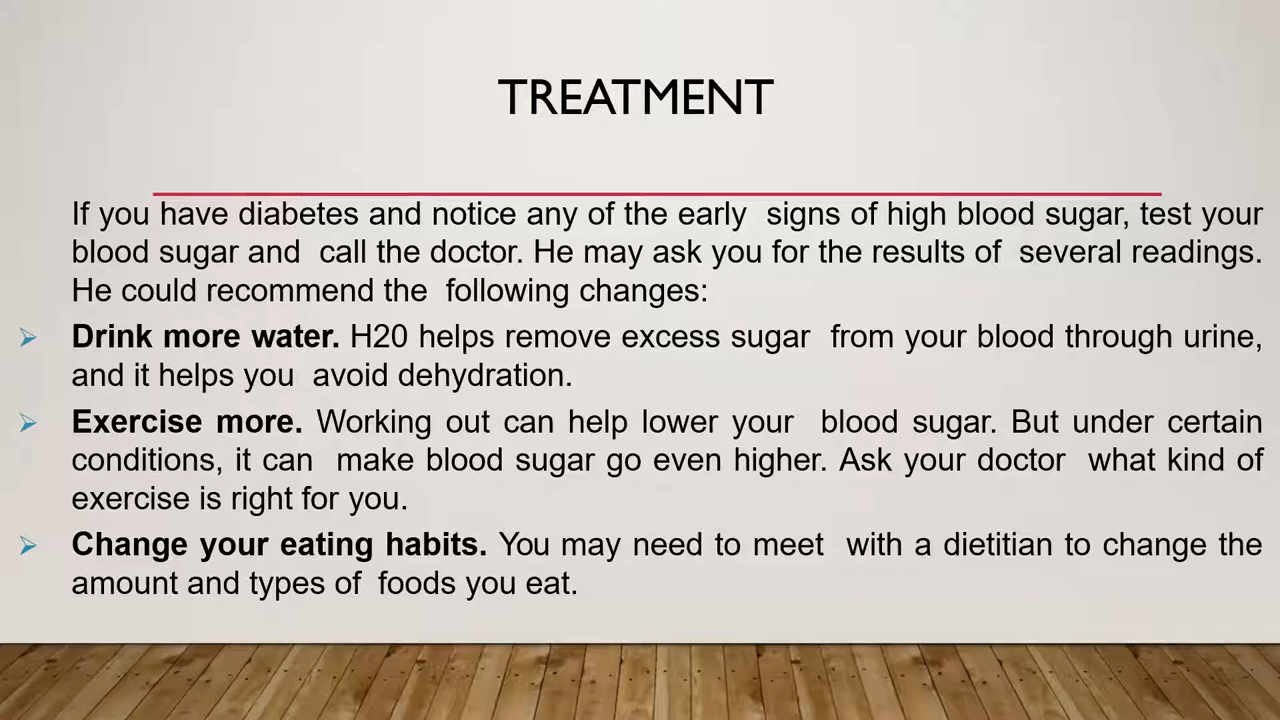 TREATMENT
If you have diabetes and notice any of the early signs of high blood sugar, test your
blood sugar and call the doctor. He may ask you for the results of several readings.
He could recommend the following changes:
Drink more water. H20 helps remove excess sugar from your blood through urine,
and it helps you avoid dehydration.
Exercise more. Working out can help lower your blood sugar. But under certain
conditions, it can make blood sugar go even higher. Ask your doctor what kind of
exercise is right for you.
Change your eating habits. You may need to meet with a dietitian to change the
amount and types of foods you eat.